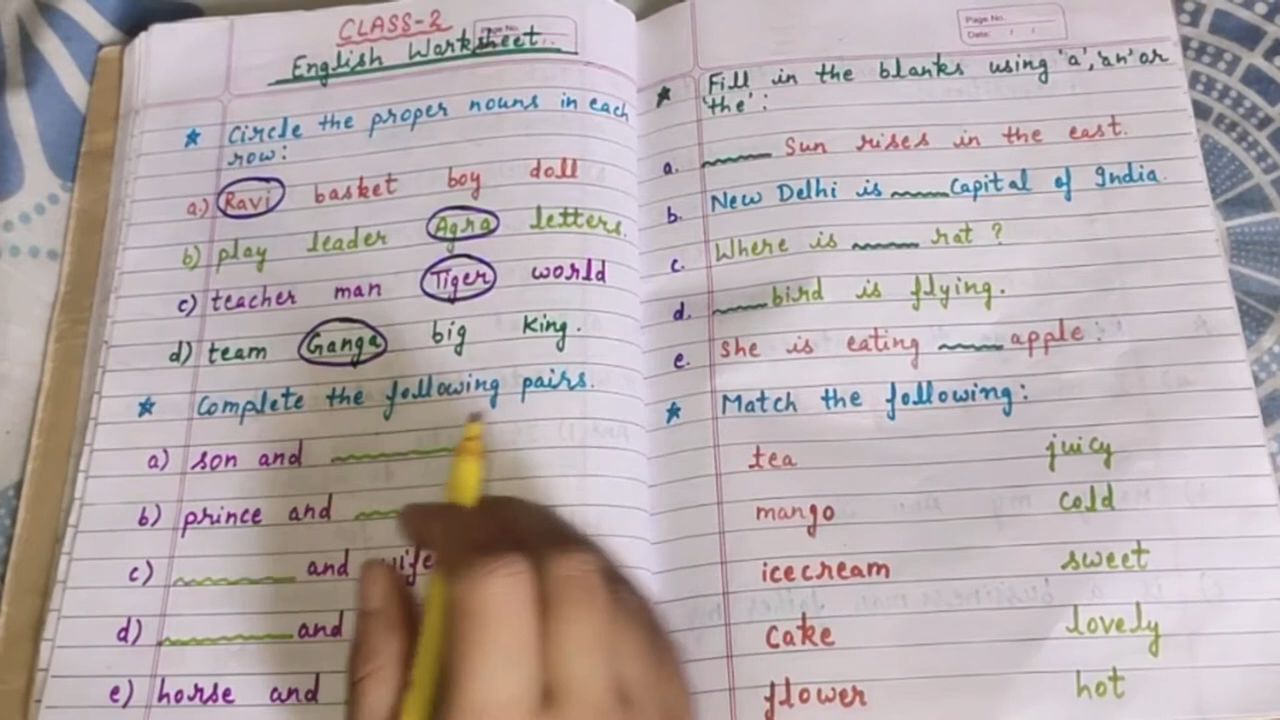 CLASS-2
English Worksheet.
★ Circle the proper nouns in each
row:
a.) Ravi basket boy doll
b) play leader Agra letters.
c) teacher man Tiger world
d) team Ganga big king.
★ Complete the following pairs.
a) son and
b) prince and
c) and wife
d) and
e) horse and
Page No.
Date: / /
★ Fill in the blanks using 'a', 'an' or
'the':
a. Sun rises in the east.
b. New Delhi is Capital of India.
c. Where is rat ?
d. bird is flying.
e. She is eating apple.
★ Match the following:
tea juicy
mango cold
icecream sweet
cake lovely
flower hot